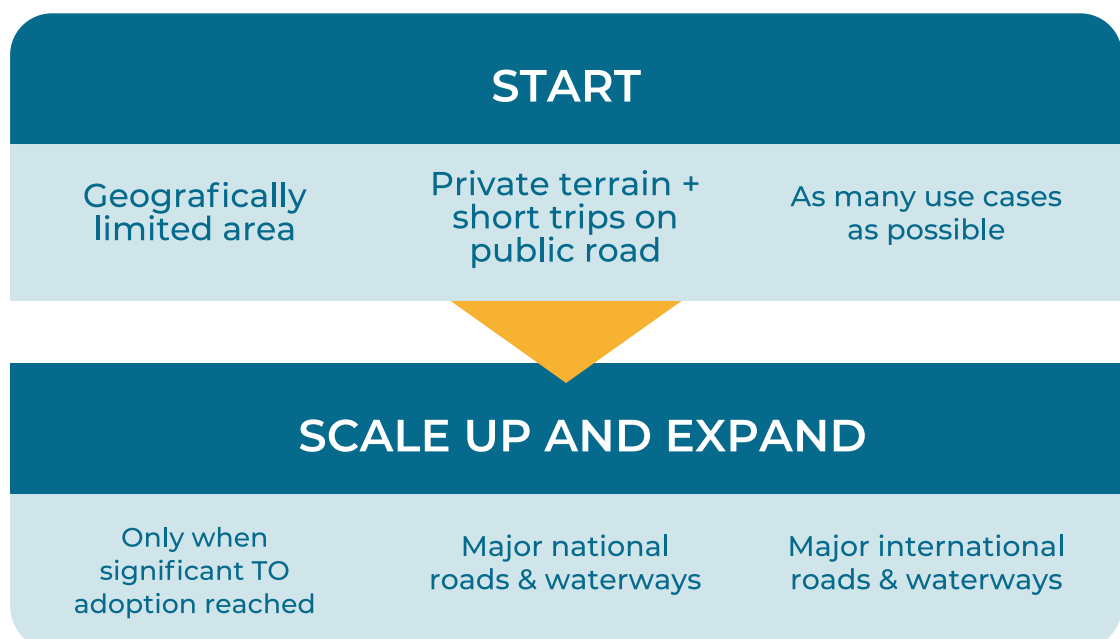 START
Geografically
limited area
Private terrain +
short trips on
public road
As many use cases
as possible
SCALE UP AND EXPAND
Only when
significant TO
adoption reached
Major national
roads & waterways
Major international
roads & waterways